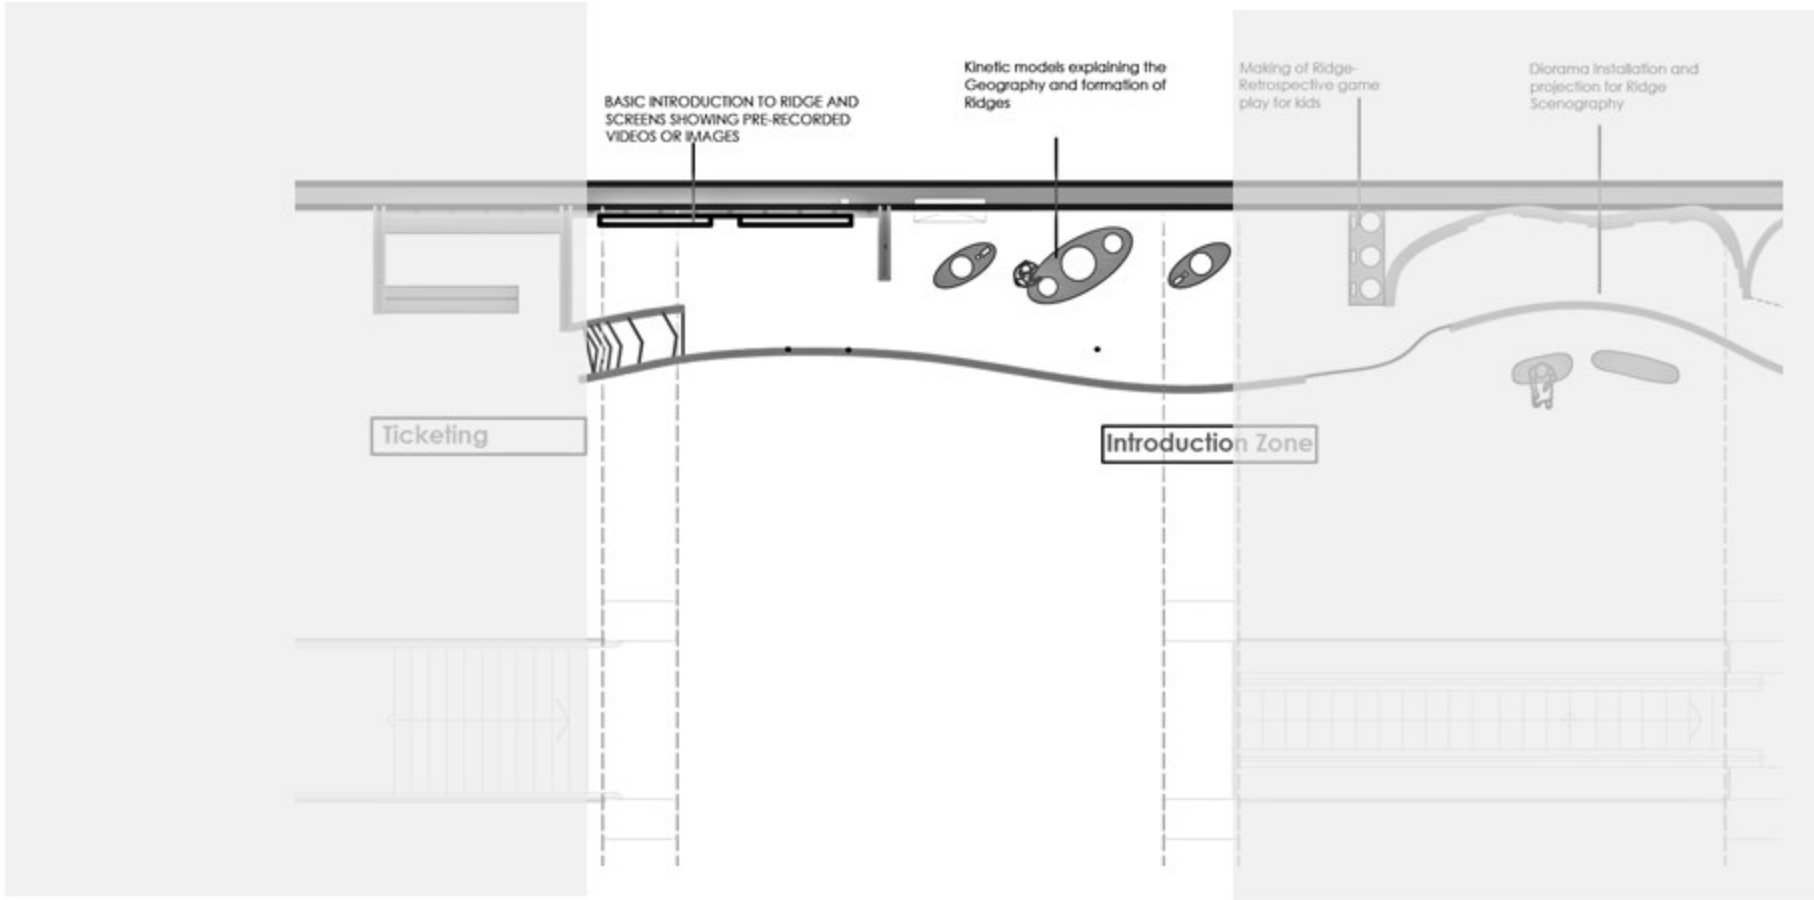 BASIC INTRODUCTION TO RIDGE AND
SCREENS SHOWING PRE-RECORDED
VIDEOS OR IMAGES
Kinetic models explaining the
Geography and formation of
Ridges
Making of Ridge-
Retrospective game
play for kids
Diorama Installation and
projection for Ridge
Scenography
Ticketing
Introduction Zone